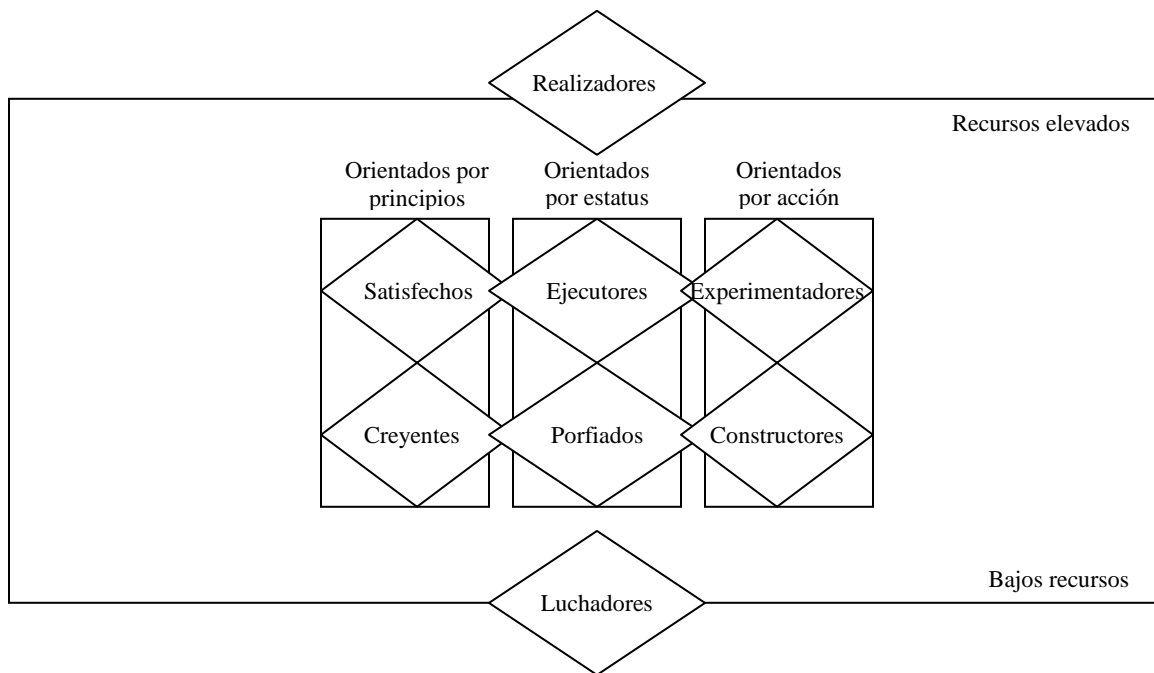 Realizadores
Recursos elevados
Orientados por
principios
Orientados
por estatus
Orientados
por acción
Satisfechos
Ejecutores
Experimentadores
Creyentes
Porfiados
Constructores
Bajos recursos
Luchadores